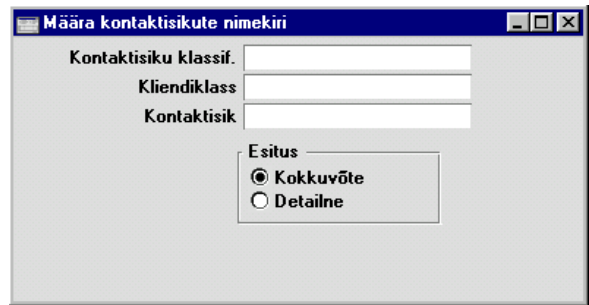 Määra kontaktisikute nimekiri
Kontaktisiku klassif.
Kliendiklass
Kontaktisik
Esitus
Kokkuvõte
Detailne